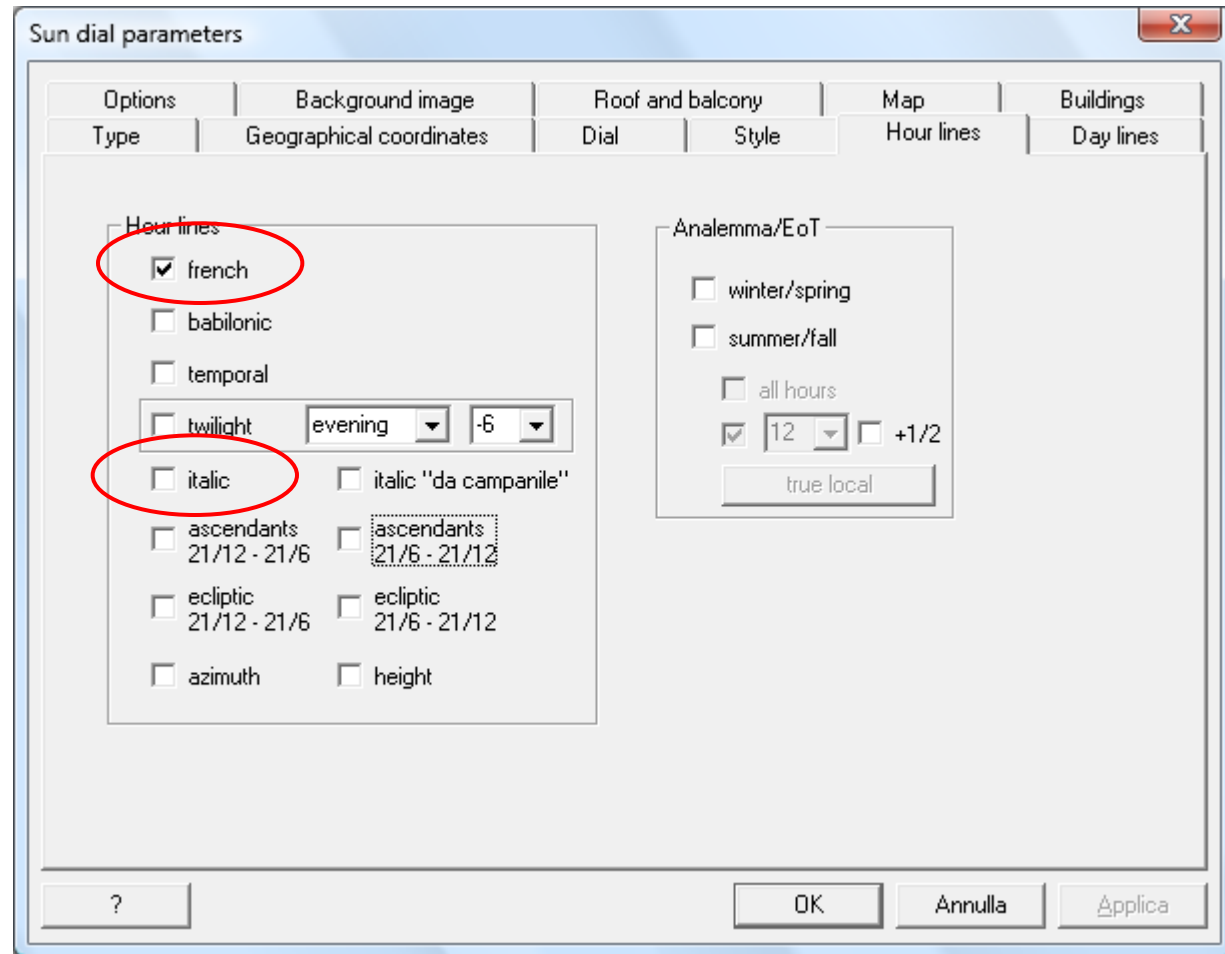 Sun dial parameters
Options Background image Roof and balcony Map Buildings
Type Geographical coordinates Dial Style Hour lines Day lines
Hour lines
french
babilonic
temporal
twilight evening -6
italic italic "da campanile"
ascendants
21/12 - 21/6
ascendants
21/6 - 21/12
ecliptic
21/12 - 21/6
ecliptic
21/6 - 21/12
azimuth height
Analemma/EoT
winter/spring
summer/fall
all hours
12 +1/2
true local
? OK Annulla Applica